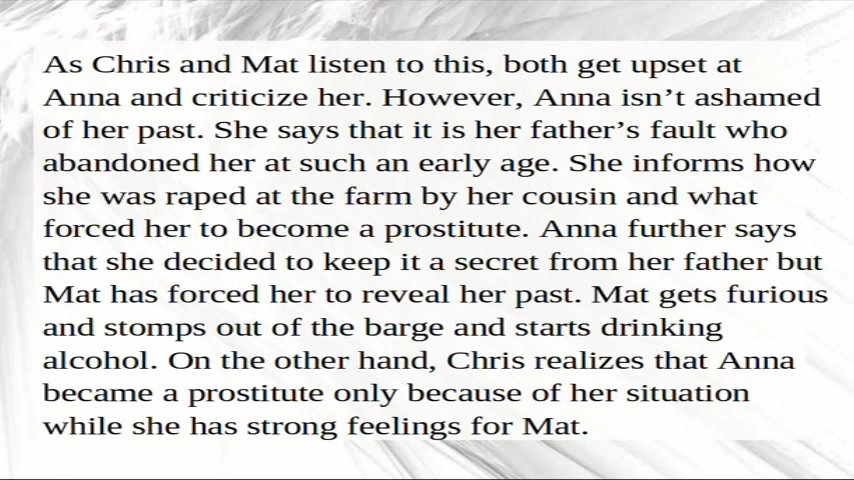 As Chris and Mat listen to this, both get upset at
Anna and criticize her. However, Anna isn’t ashamed
of her past. She says that it is her father’s fault who
abandoned her at such an early age. She informs how
she was raped at the farm by her cousin and what
forced her to become a prostitute. Anna further says
that she decided to keep it a secret from her father but
Mat has forced her to reveal her past. Mat gets furious
and stomps out of the barge and starts drinking
alcohol. On the other hand, Chris realizes that Anna
became a prostitute only because of her situation
while she has strong feelings for Mat.